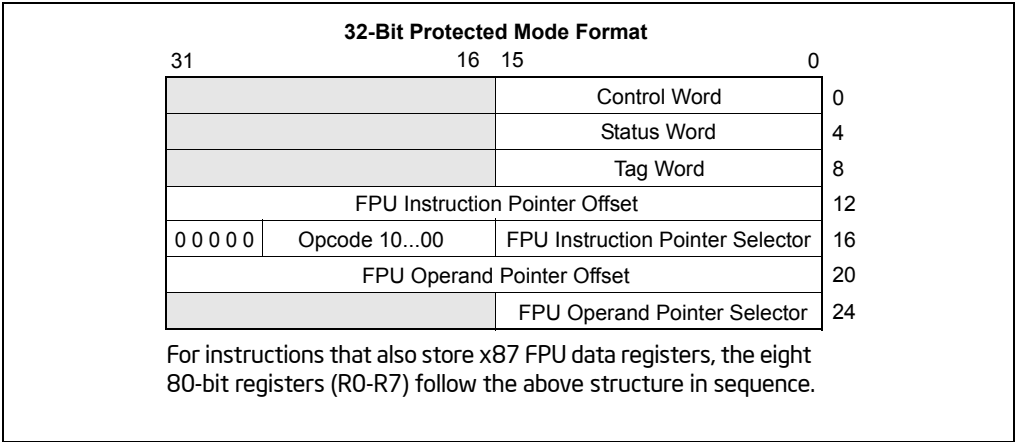 32-Bit Protected Mode Format
31 16 15 0
Control Word 0
Status Word 4
Tag Word 8
FPU Instruction Pointer Offset 12
0 0 0 0 0 Opcode 10...00 FPU Instruction Pointer Selector 16
FPU Operand Pointer Offset 20
FPU Operand Pointer Selector 24
For instructions that also store x87 FPU data registers, the eight
80-bit registers (R0-R7) follow the above structure in sequence.